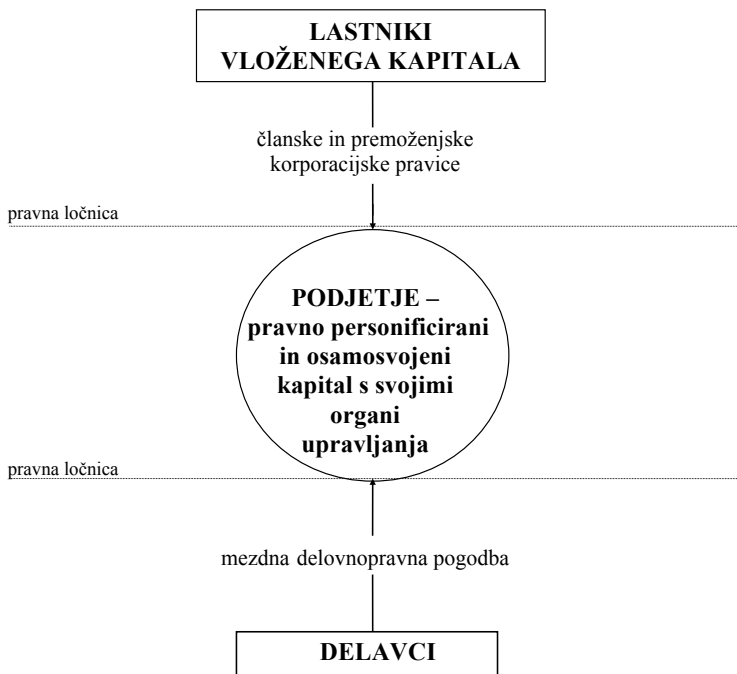 LASTNIKI
VLOŽENEGA KAPITALA
članske in premoženjske
korporacijske pravice
pravna ločnica
PODJETJE –
pravno personificirani
in osamosvojeni
kapital s svojimi
organi
upravljanja
pravna ločnica
mezdna delovnopravna pogodba
DELAVCI